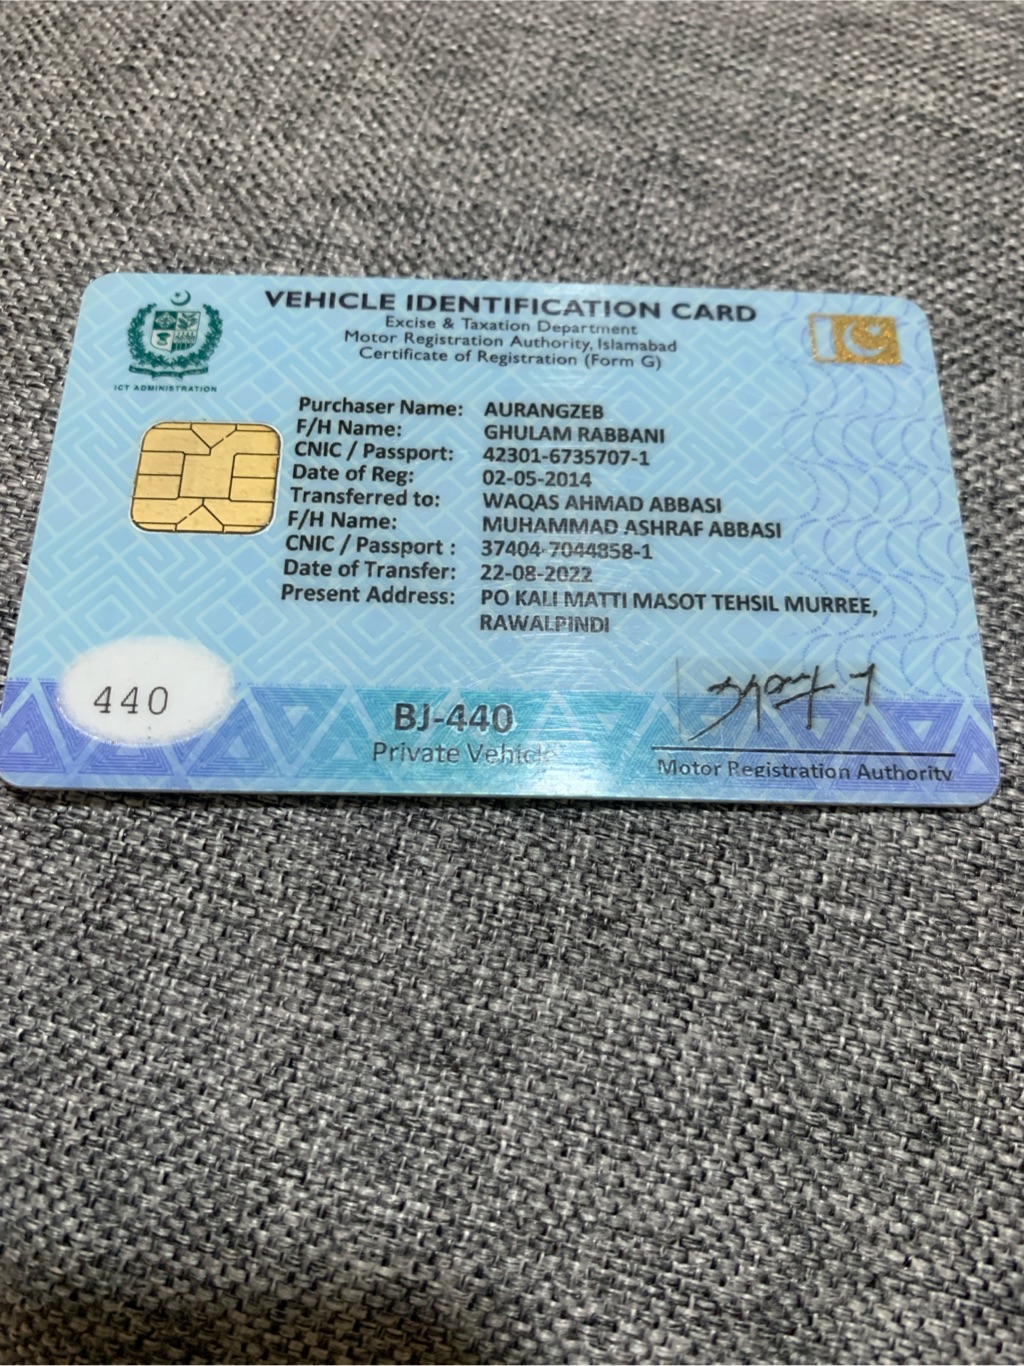 VEHICLE IDENTIFICATION CARD
Excise & Taxation Department
Motor Registration Authority, Islamabad
Certificate of Registration (Form G)
ICT ADMINISTRATION
Purchaser Name: AURANGZEB
F/H Name: GHULAM RABBANI
CNIC / Passport: 42301-6735707-1
Date of Reg: 02-05-2014
Transferred to: WAQAS AHMAD ABBASI
F/H Name: MUHAMMAD ASHRAF ABBASI
CNIC / Passport : 37404-7044858-1
Date of Transfer: 22-08-2022
Present Address: PO KALI MATTI MASOT TEHSIL MURREE,
RAWALPINDI
440
BJ-440
Private Vehicle
Motor Registration Authority